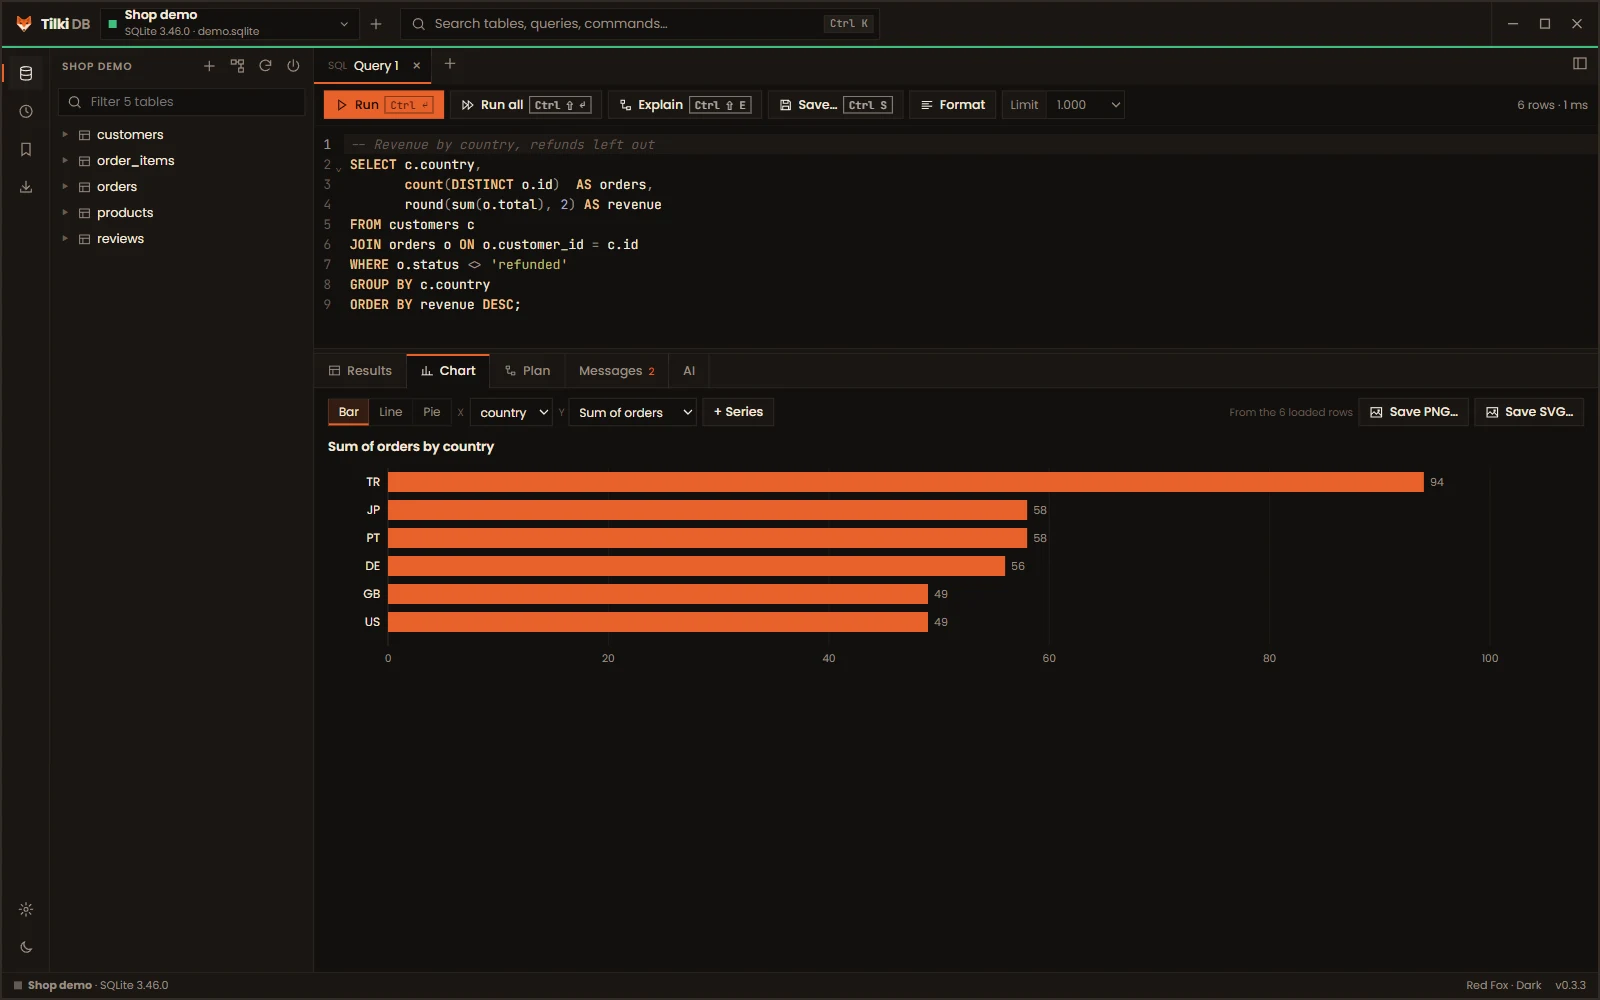 Tilki DB
Shop demo
SQLite 3.46.0 · demo.sqlite
Search tables, queries, commands...
Ctrl K
SHOP DEMO
Filter 5 tables
customers
order_items
orders
products
reviews
SQL Query 1
Run Ctrl ⏎
Run all Ctrl ⇧ ⏎
Explain Ctrl ⇧ E
Save... Ctrl S
Format
Limit 1.000
6 rows · 1 ms
1 -- Revenue by country, refunds left out
2 SELECT c.country,
3 count(DISTINCT o.id) AS orders,
4 round(sum(o.total), 2) AS revenue
5 FROM customers c
6 JOIN orders o ON o.customer_id = c.id
7 WHERE o.status <> 'refunded'
8 GROUP BY c.country
9 ORDER BY revenue DESC;
Results
Chart
Plan
Messages 2
AI
Bar Line Pie X country Y Sum of orders + Series
From the 6 loaded rows Save PNG... Save SVG...
Sum of orders by country
TR 94
JP 58
PT 58
DE 56
GB 49
US 49
0 20 40 60 80 100
Shop demo · SQLite 3.46.0
Red Fox · Dark v0.3.3